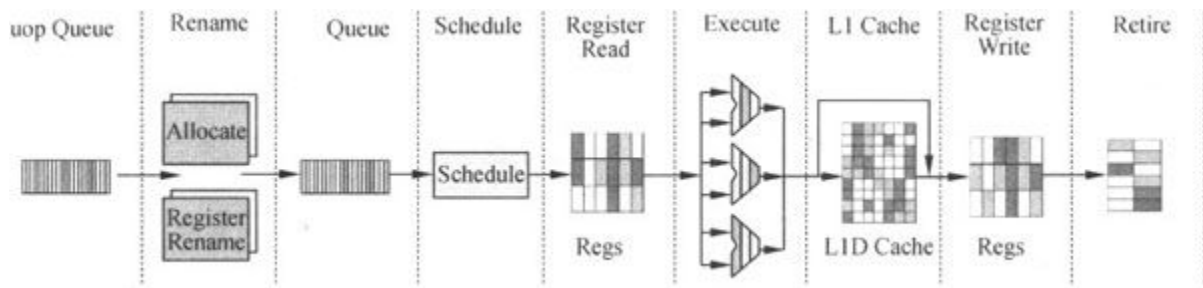 uop Queue
Rename
Queue
Schedule
Register
Read
Execute
L1 Cache
Register
Write
Retire
Allocate
Register
Rename
Schedule
Regs
L1D Cache
Regs